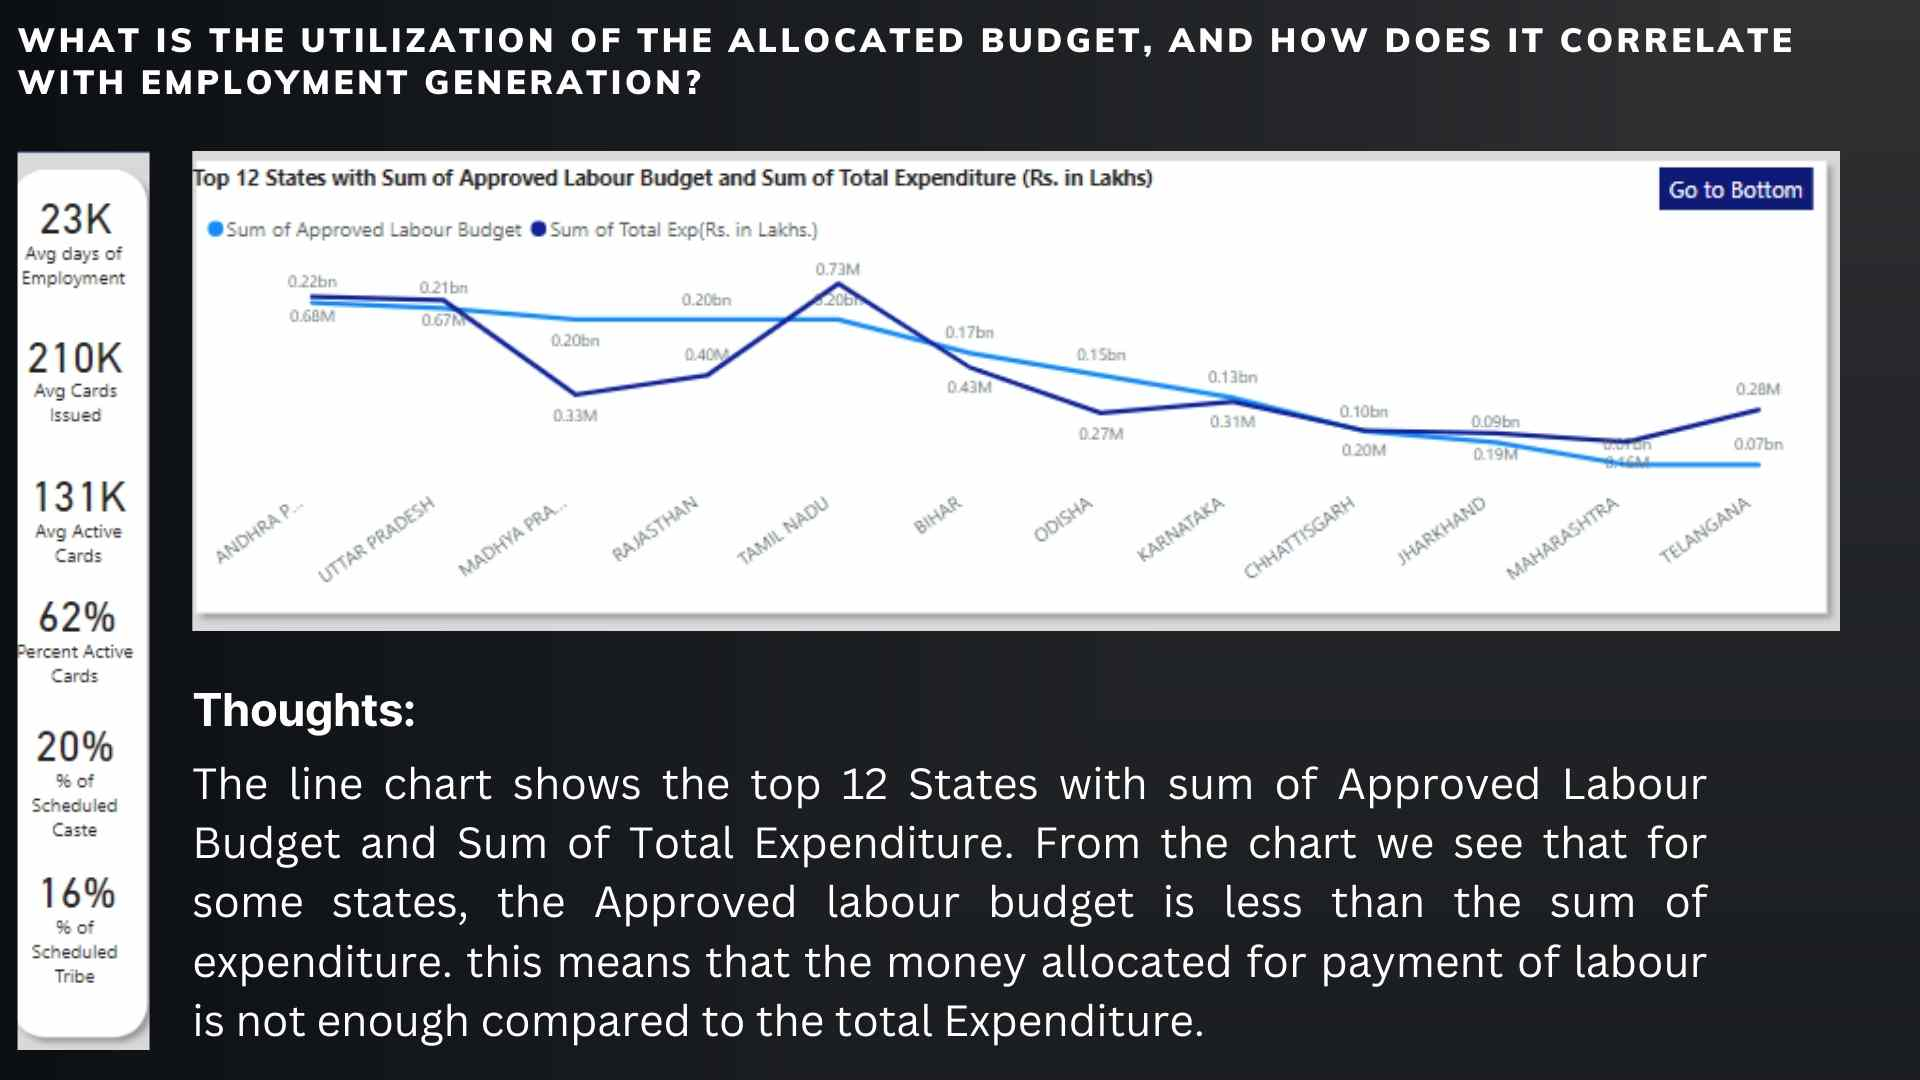 WHAT IS THE UTILIZATION OF THE ALLOCATED BUDGET, AND HOW DOES IT CORRELATE
WITH EMPLOYMENT GENERATION?
23K
Avg days of
Employment
210K
Avg Cards
Issued
131K
Avg Active
Cards
62%
Percent Active
Cards
20%
% of
Scheduled
Caste
16%
% of
Scheduled
Tribe
Top 12 States with Sum of Approved Labour Budget and Sum of Total Expenditure (Rs. in Lakhs)
Go to Bottom
Sum of Approved Labour Budget Sum of Total Exp(Rs. in Lakhs.)
0.22bn 0.21bn 0.20bn 0.20bn 0.20bn 0.17bn 0.15bn 0.13bn 0.10bn 0.09bn 0.07bn
0.68M 0.67M 0.33M 0.40M 0.73M 0.43M 0.27M 0.31M 0.20M 0.19M 0.16M 0.28M
ANDHRA P... UTTAR PRADESH MADHYA PRA... RAJASTHAN TAMIL NADU BIHAR ODISHA KARNATAKA CHHATTISGARH JHARKHAND MAHARASHTRA TELANGANA
Thoughts:
The line chart shows the top 12 States with sum of Approved Labour
Budget and Sum of Total Expenditure. From the chart we see that for
some states, the Approved labour budget is less than the sum of
expenditure. this means that the money allocated for payment of labour
is not enough compared to the total Expenditure.